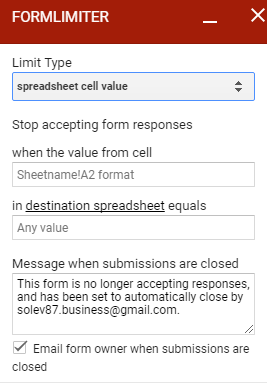 FORMLIMITER
Limit Type
spreadsheet cell value
Stop accepting form responses
when the value from cell
Sheetname!A2 format
in destination spreadsheet equals
Any value
Message when submissions are closed
This form is no longer accepting responses,
and has been set to automatically close by
solev87.business@gmail.com.
Email form owner when submissions are
closed